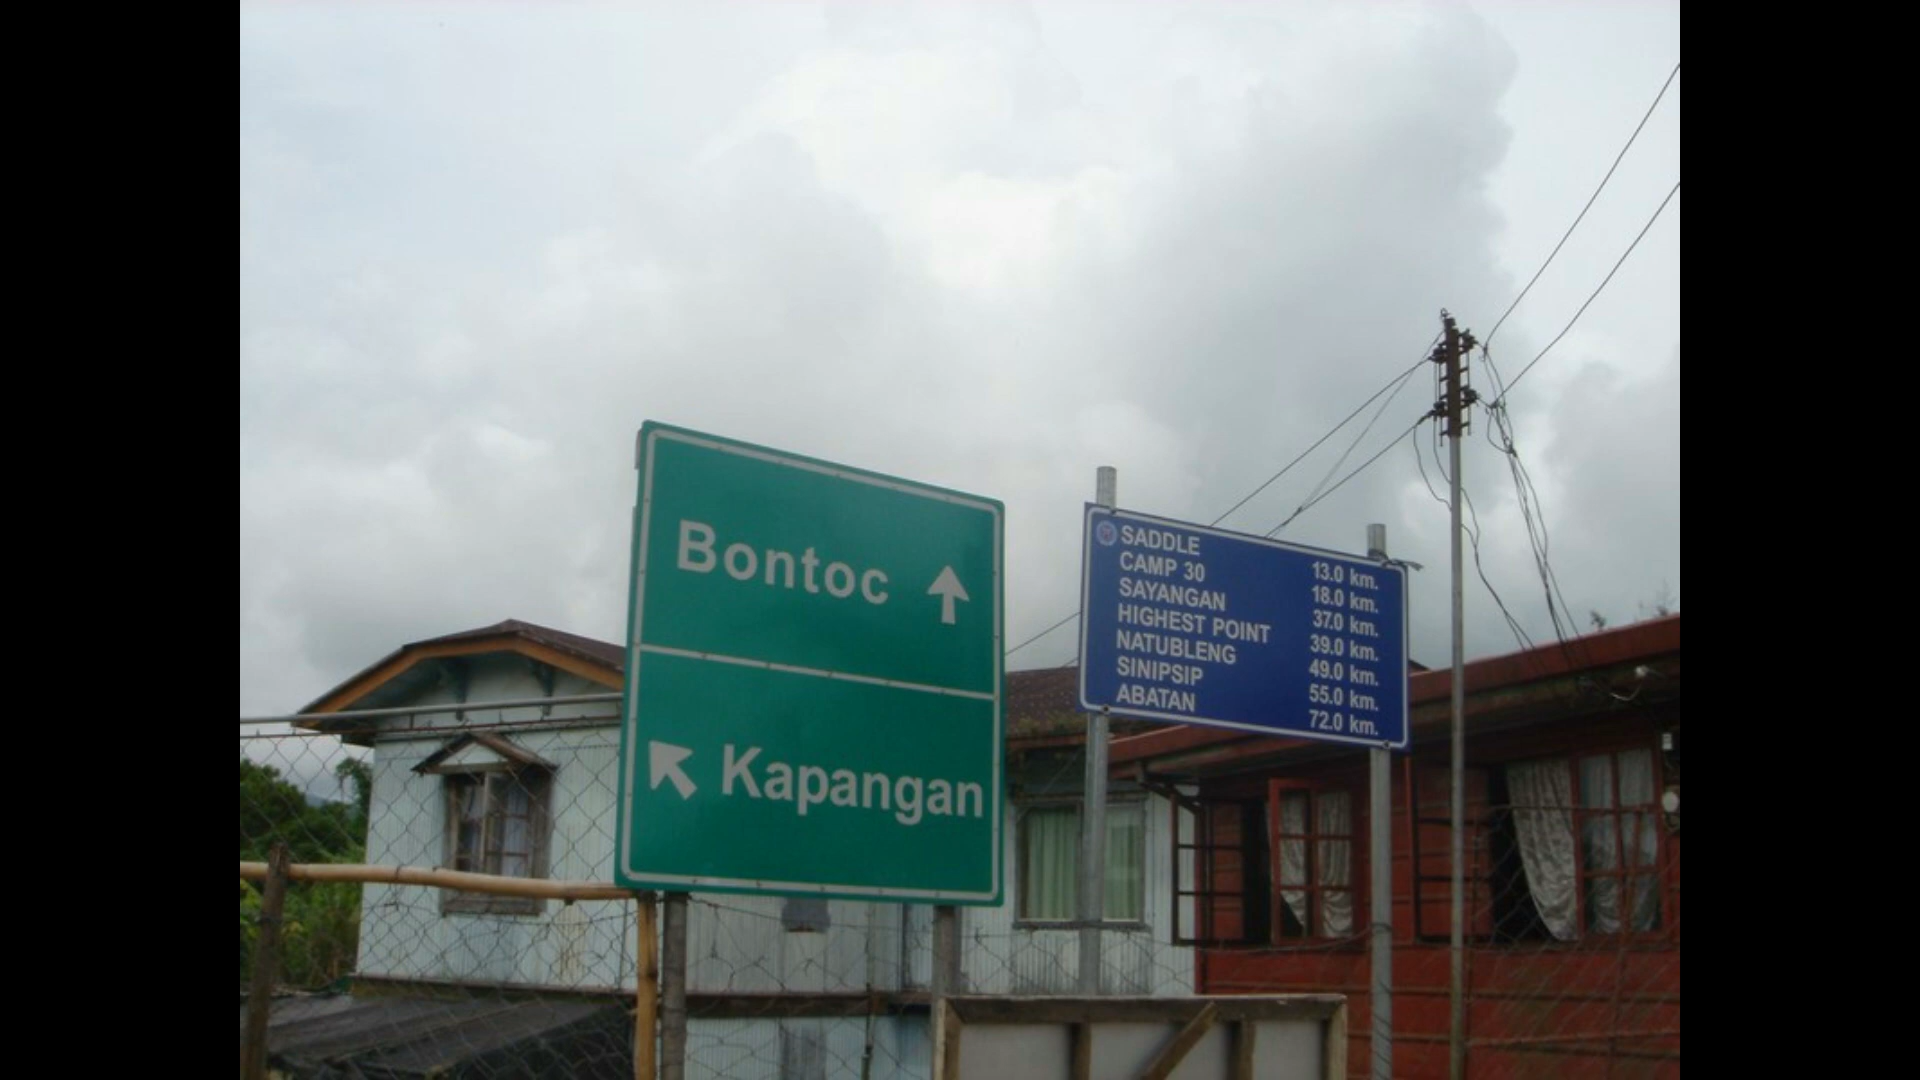 Bontoc
Kapangan
SADDLE 13.0 km.
CAMP 30 18.0 km.
SAYANGAN 37.0 km.
HIGHEST POINT 39.0 km.
NATUBLENG 49.0 km.
SINIPSIP 55.0 km.
ABATAN 72.0 km.